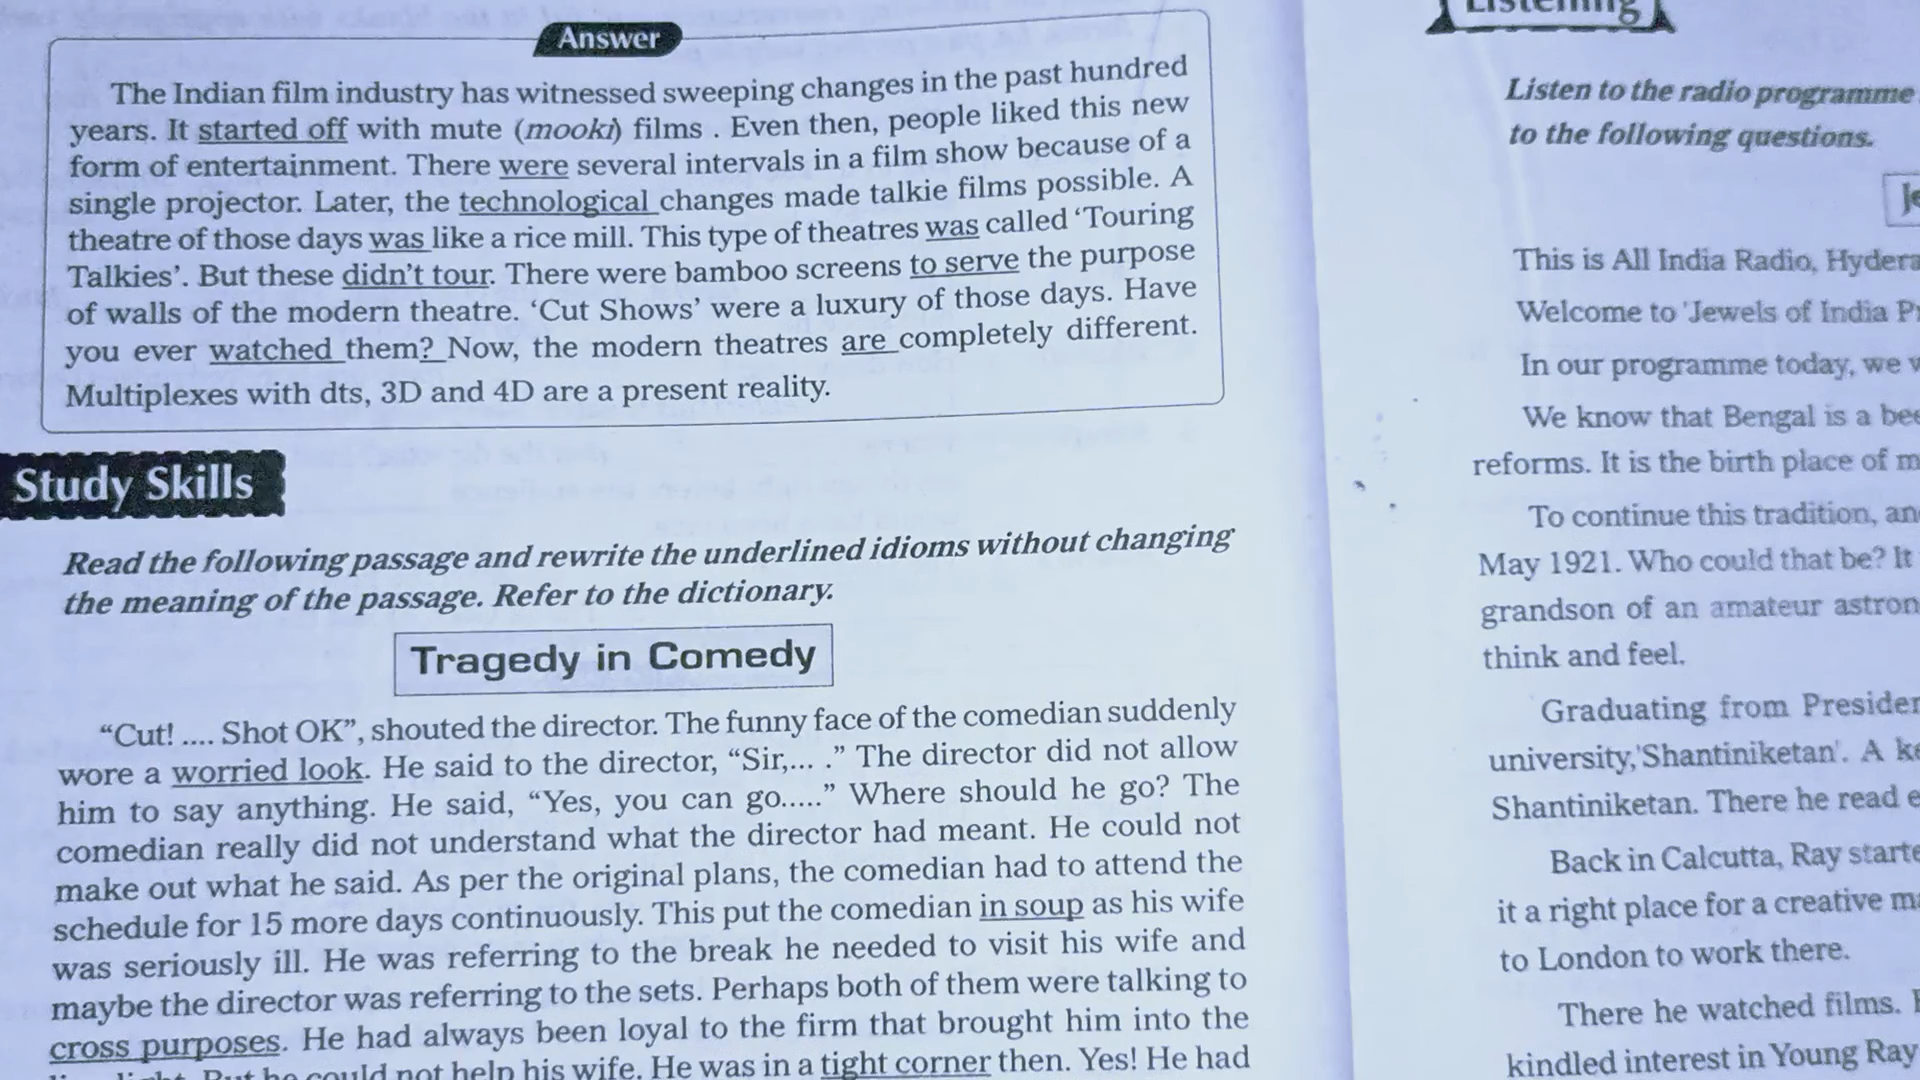 Answer
The Indian film industry has witnessed sweeping changes in the past hundred
years. It started off with mute (mooki) films . Even then, people liked this new
form of entertainment. There were several intervals in a film show because of a
single projector. Later, the technological changes made talkie films possible. A
theatre of those days was like a rice mill. This type of theatres was called ‘Touring
Talkies’. But these didn’t tour. There were bamboo screens to serve the purpose
of walls of the modern theatre. ‘Cut Shows’ were a luxury of those days. Have
you ever watched them? Now, the modern theatres are completely different.
Multiplexes with dts, 3D and 4D are a present reality.
Study Skills
Read the following passage and rewrite the underlined idioms without changing
the meaning of the passage. Refer to the dictionary.
Tragedy in Comedy
“Cut! .... Shot OK”, shouted the director. The funny face of the comedian suddenly
wore a worried look. He said to the director, “Sir,... .” The director did not allow
him to say anything. He said, “Yes, you can go.....” Where should he go? The
comedian really did not understand what the director had meant. He could not
make out what he said. As per the original plans, the comedian had to attend the
schedule for 15 more days continuously. This put the comedian in soup as his wife
was seriously ill. He was referring to the break he needed to visit his wife and
maybe the director was referring to the sets. Perhaps both of them were talking to
cross purposes. He had always been loyal to the firm that brought him into the
But he could not help his wife. He was in a tight corner then. Yes! He had
Listening
Listen to the radio programme
to the following questions.
This is All India Radio,
Welcome to 'Jewels of India
In our programme today, we
We know that Bengal is a
reforms. It is the birth place of
To continue this tradition,
May 1921. Who could that be? It
grandson of an amateur
think and feel.
Graduating from
university,'Shantiniketan'. A
Shantiniketan. There he read
Back in Calcutta, Ray
it a right place for a creative
to London to work there.
There he watched films.
kindled interest in Young Ray